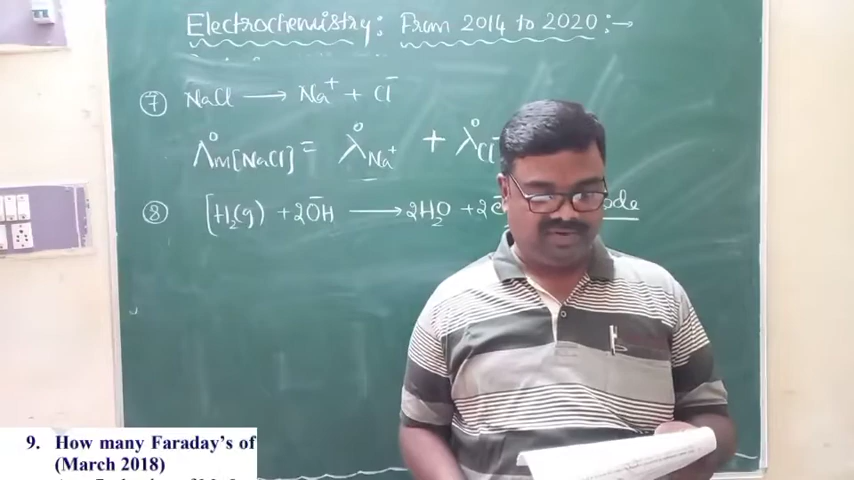 Electrochemistry: From 2014 to 2020:→
⑦ NaCl ⟶ Na⁺ + Cl⁻
Λ°m[NaCl] = λ°Na⁺ + λ°Cl⁻
⑧ [H₂(g) + 2OH⁻ ⟶ 2H₂O + 2e⁻
9. How many Faraday's of
(March 2018)